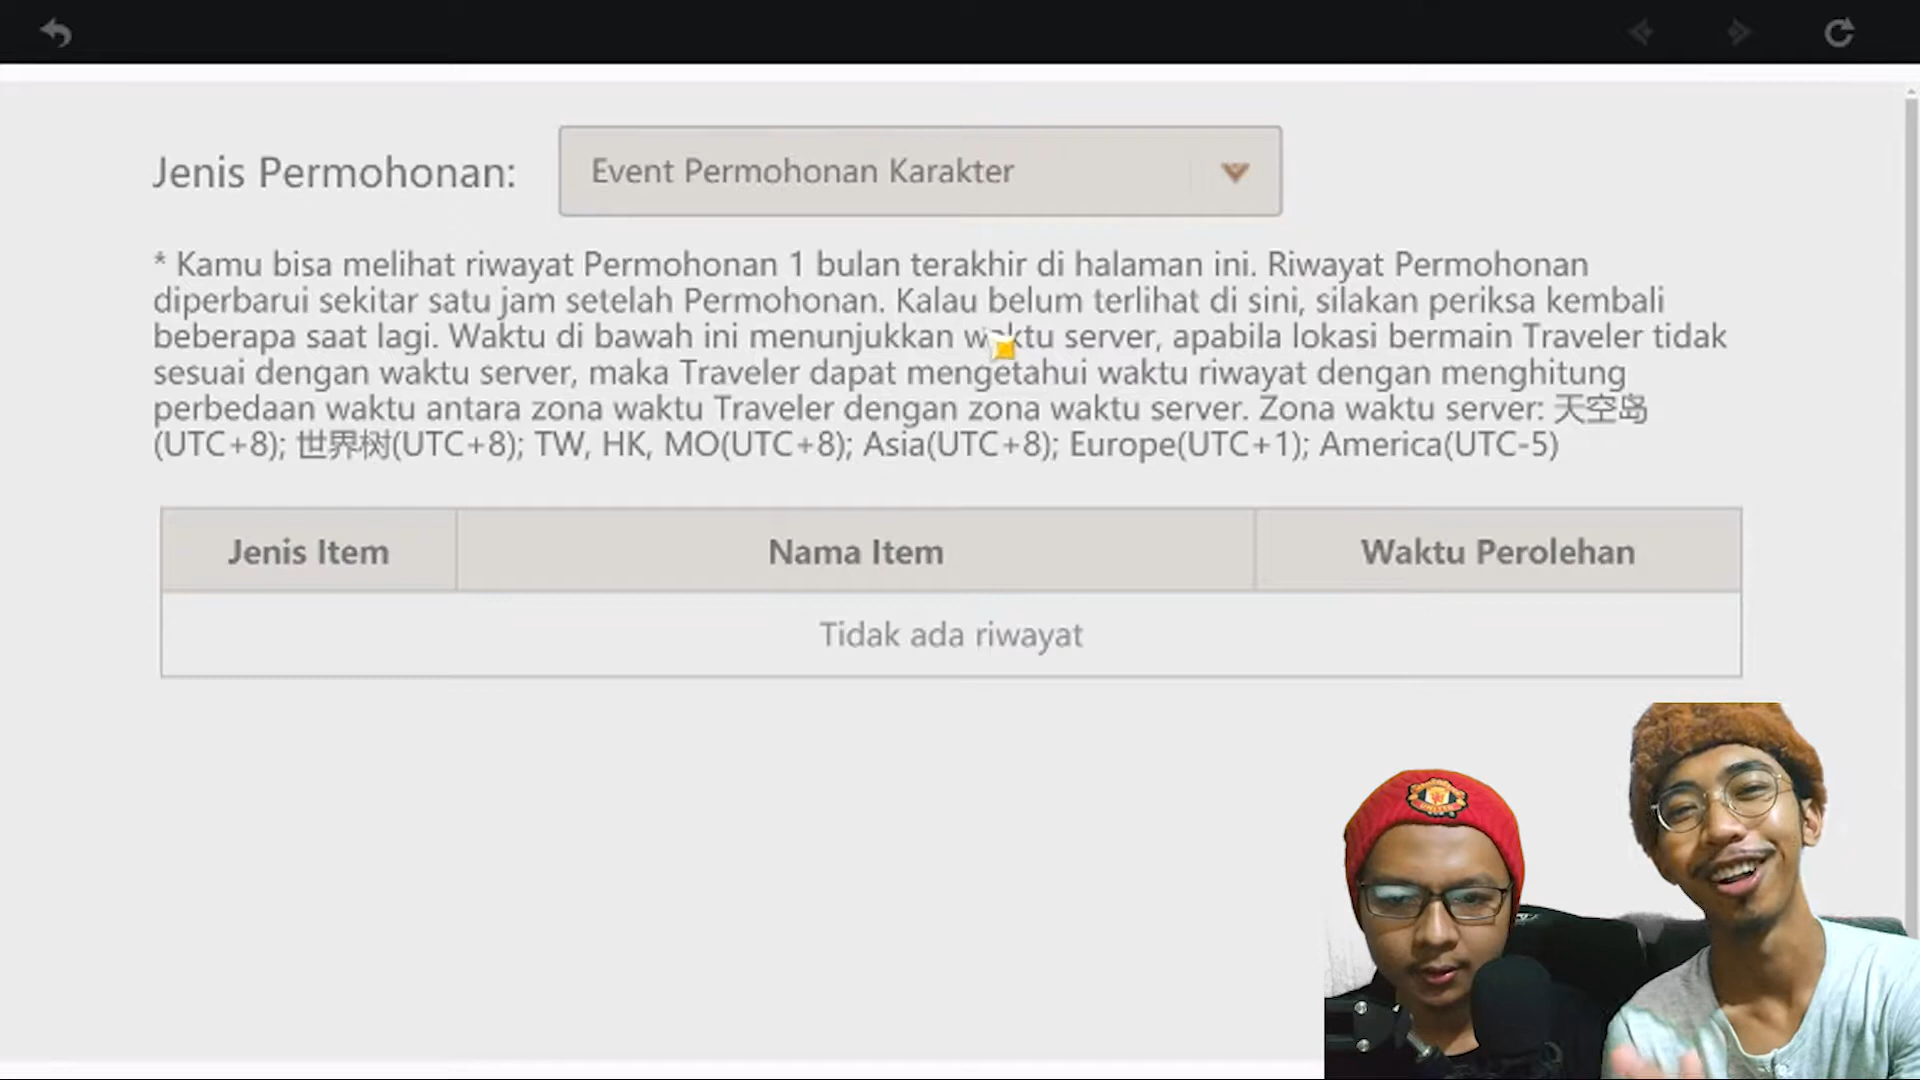 Jenis Permohonan:
Event Permohonan Karakter
* Kamu bisa melihat riwayat Permohonan 1 bulan terakhir di halaman ini. Riwayat Permohonan
diperbarui sekitar satu jam setelah Permohonan. Kalau belum terlihat di sini, silakan periksa kembali
beberapa saat lagi. Waktu di bawah ini menunjukkan waktu server, apabila lokasi bermain Traveler tidak
sesuai dengan waktu server, maka Traveler dapat mengetahui waktu riwayat dengan menghitung
perbedaan waktu antara zona waktu Traveler dengan zona waktu server. Zona waktu server: 天空岛
(UTC+8); 世界树(UTC+8); TW, HK, MO(UTC+8); Asia(UTC+8); Europe(UTC+1); America(UTC-5)
Jenis Item
Nama Item
Waktu Perolehan
Tidak ada riwayat